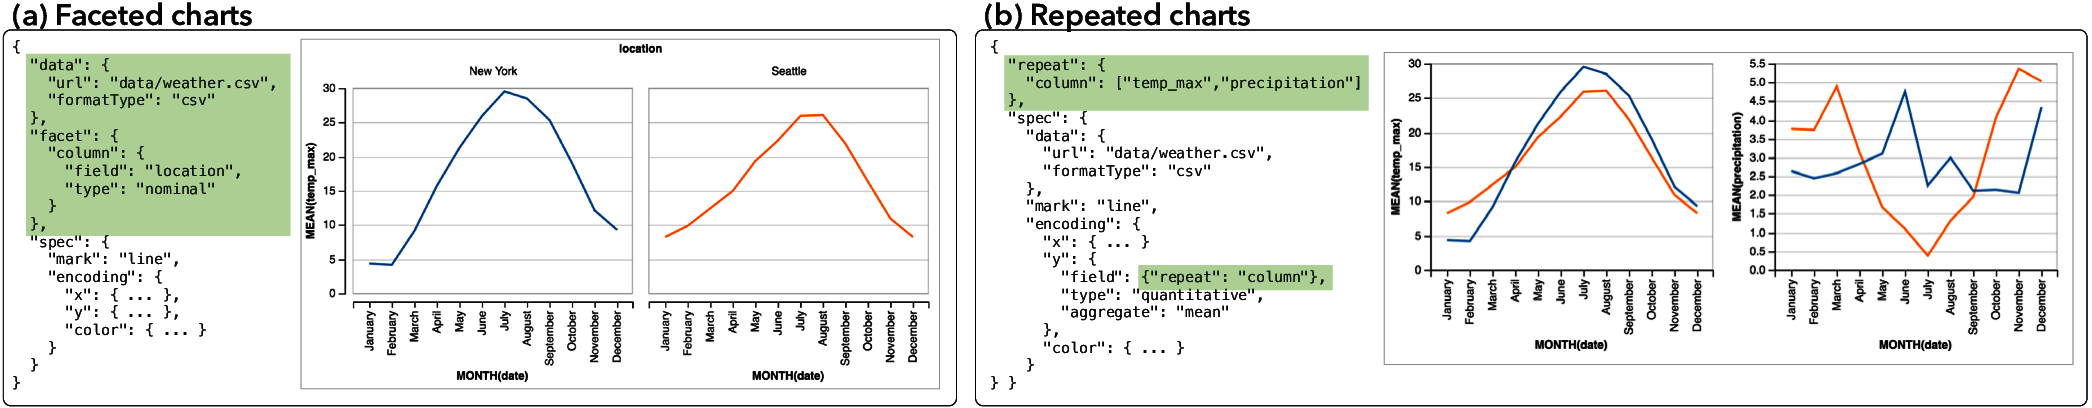 (a) Faceted charts
{
"data": {
"url": "data/weather.csv",
"formatType": "csv"
},
"facet": {
"column": {
"field": "location",
"type": "nominal"
}
},
"spec": {
"mark": "line",
"encoding": {
"x": { ... },
"y": { ... },
"color": { ... }
}
}
}
location
New York
Seattle
MEAN(temp_max)
30
25
20
15
10
5
0
January
February
March
April
May
June
July
August
September
October
November
December
MONTH(date)
January
February
March
April
May
June
July
August
September
October
November
December
MONTH(date)
(b) Repeated charts
{
"repeat": {
"column": ["temp_max","precipitation"]
},
"spec": {
"data": {
"url": "data/weather.csv",
"formatType": "csv"
},
"mark": "line",
"encoding": {
"x": { ... }
"y": {
"field": {"repeat": "column"},
"type": "quantitative",
"aggregate": "mean"
},
"color": { ... }
}
} }
MEAN(temp_max)
30
25
20
15
10
5
0
January
February
March
April
May
June
July
August
September
October
November
December
MONTH(date)
MEAN(precipitation)
5.5
5.0
4.5
4.0
3.5
3.0
2.5
2.0
1.5
1.0
0.5
0.0
January
February
March
April
May
June
July
August
September
October
November
December
MONTH(date)